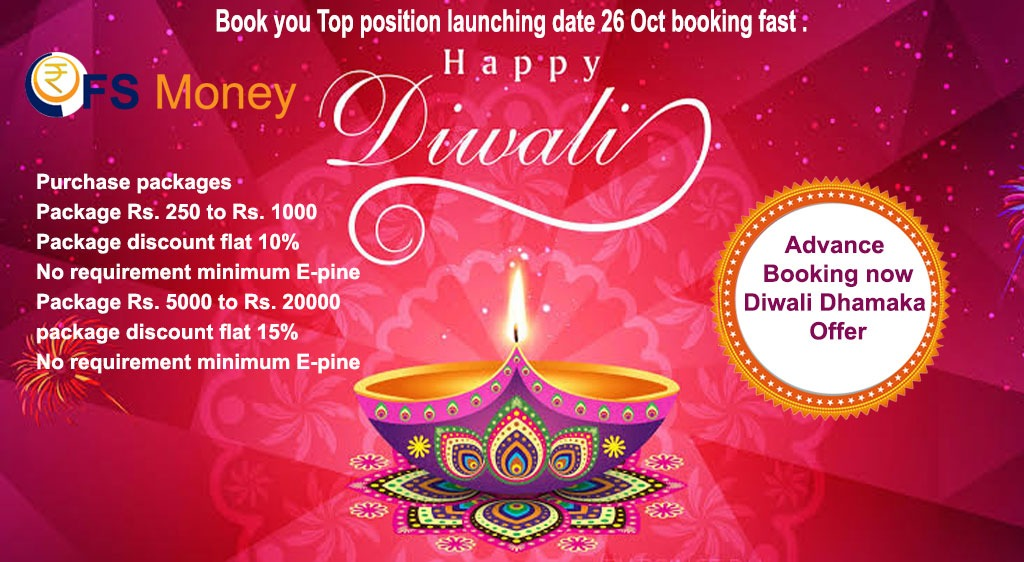 Book you Top position launching date 26 Oct booking fast .
₹ FS Money
Happy
Diwali
Purchase packages
Package Rs. 250 to Rs. 1000
Package discount flat 10%
No requirement minimum E-pine
Package Rs. 5000 to Rs. 20000
package discount flat 15%
No requirement minimum E-pine
Advance
Booking now
Diwali Dhamaka
Offer